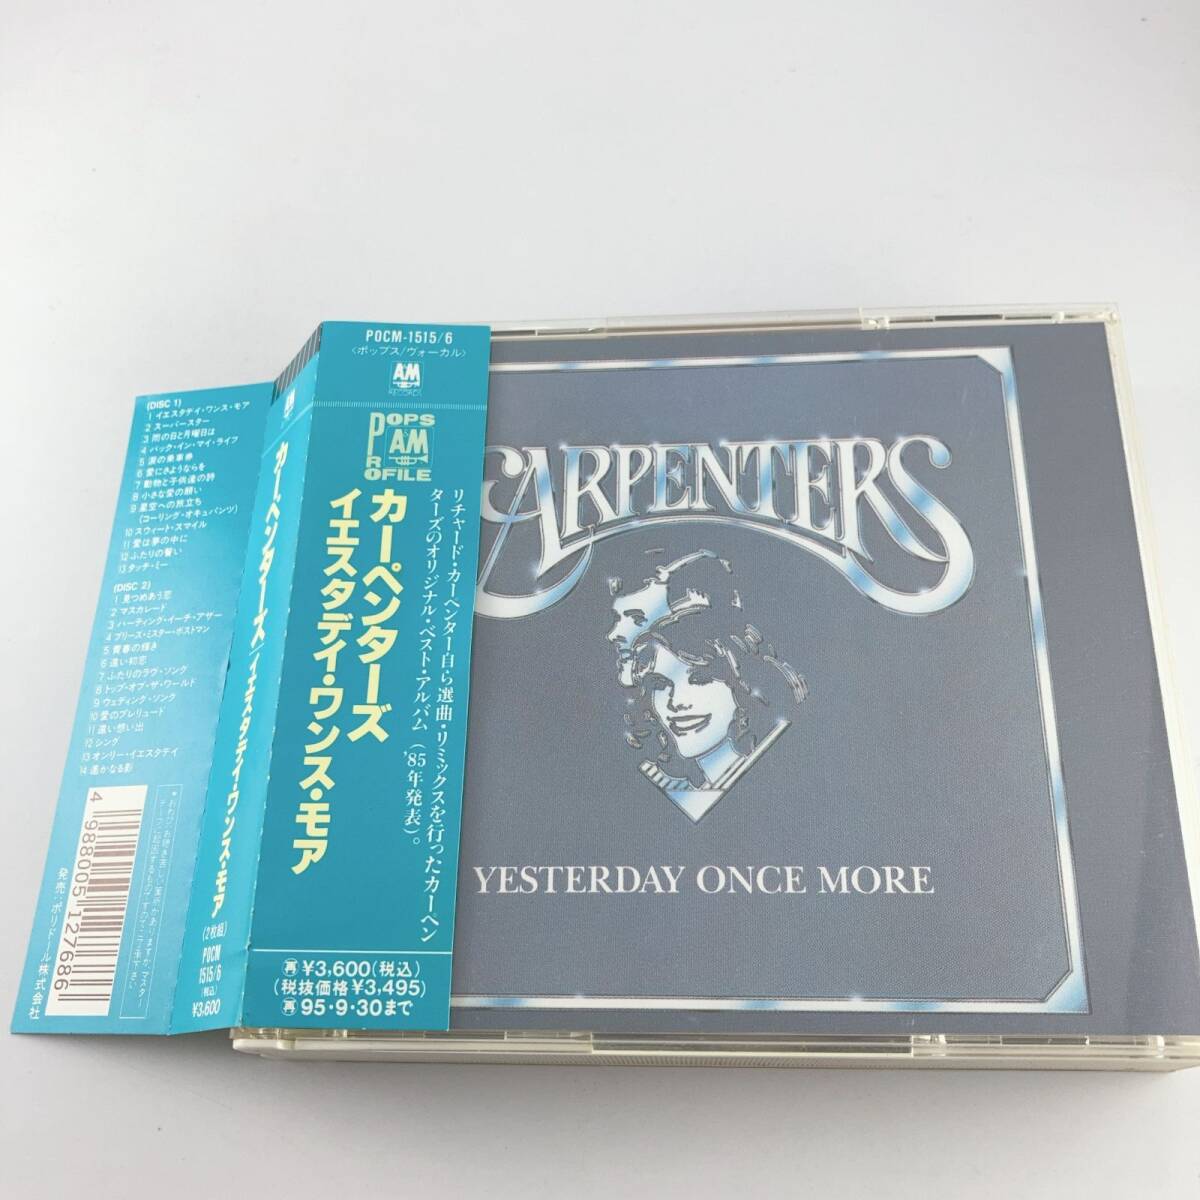 (DISC 1)
1 イエスタデイ・ワンス・モア
2 スーパースター
3 雨の日と月曜日は
4 バック・イン・マイ・ライフ
5 涙の乗車券
6 愛にさよならを
7 動物と子供達の詩
8 小さな愛の願い
9 星空への旅立ち
(コーリング・オキュパンツ)
10 スウィート・スマイル
11 愛は夢の中に
12 ふたりの誓い
13 タッチ・ミー
(DISC 2)
1 見つめあう恋
2 マスカレード
3 ハーティング・イーチ・アザー
4 プリーズ・ミスター・ポストマン
5 青春の輝き
6 遠い初恋
7 ふたりのラヴ・ソング
8 トップ・オブ・ザ・ワールド
9 ウェディング・ソング
10 愛のプレリュード
11 遠い想い出
12 シング
13 オンリー・イエスタデイ
14 遙かなる影
4 988005 127686
発売:ポリドール株式会社
カーペンターズ/イエスタデイ・ワンス・モア
(2枚組)
POCM
1515/6
(税込)
¥3,600
POCM-1515/6
〈ポップス/ヴォーカル〉
A&M
RECORDS
POPS
A&M
PROFILE
カーペンターズ
イエスタデイ・ワンス・モア
リチャード・カーペンター自ら選曲・リミックスを行ったカーペン
ターズのオリジナル・ベスト・アルバム('85年発表)。
再¥3,600(税込)
(税抜価格¥3,495)
再95・9・30まで
CARPENTERS
YESTERDAY ONCE MORE